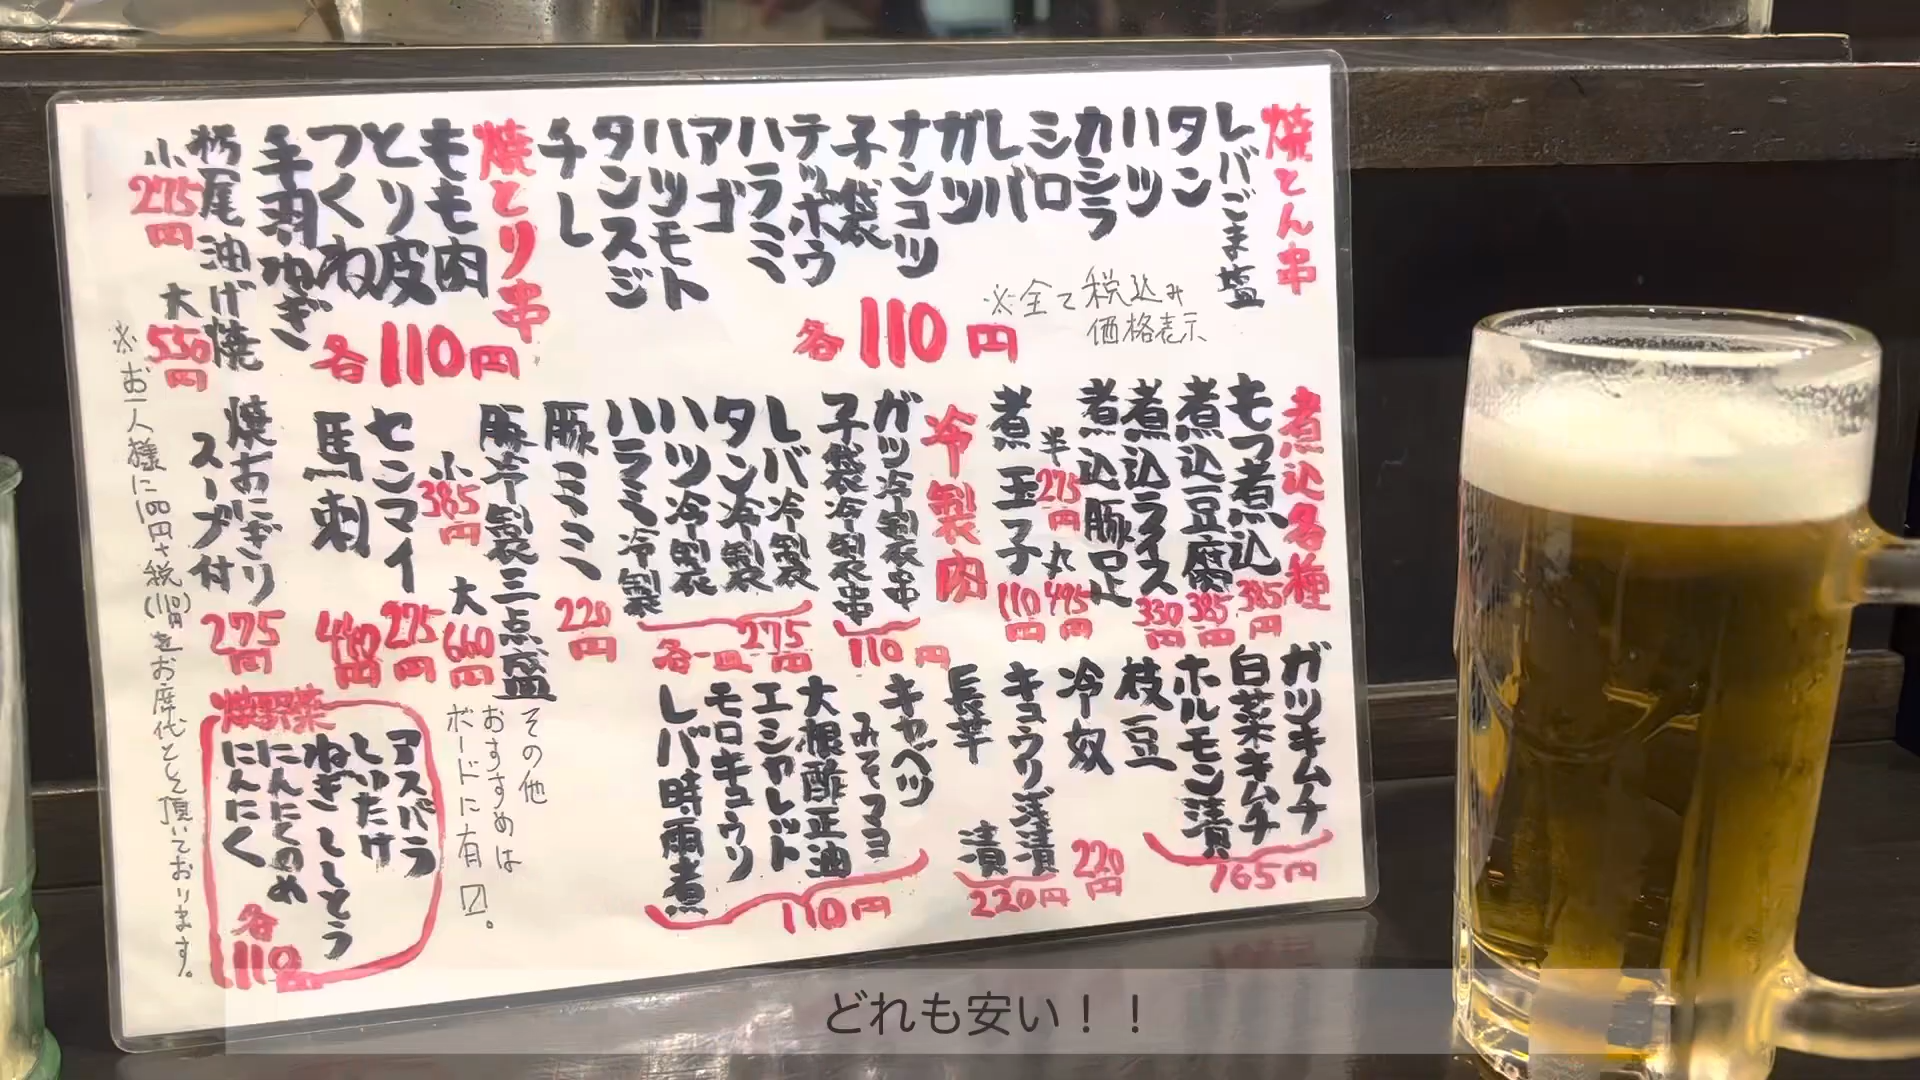 焼とん串
レバごま塩
タン
ハツ
カシラ
シロ
レバ
ガツ
ナンコツ
子袋
テッポウ
ハラミ
アゴ
ハツモト
タンスジ
チレ
各110円
※全て税込み
価格表示
焼とり串
もも肉
とり皮
つくね
手羽ねぎ
各110円
栃尾油げ焼
小275円
大550円
煮込各種
もつ煮込 385円
煮込豆腐 385円
煮込ライス 330円
煮込豚足
半275円
丸495円
煮玉子 110円
冷製肉
ガツ冷製串
子袋冷製串
110円
レバ冷製
タン冷製
ハツ冷製
ハラミ冷製
各一皿275円
豚ミミ 220円
豚冷製三点盛
小385円
大660円
センマイ 275円
馬刺 440円
焼おにぎり
スープ付
275円
ガツキムチ
白菜キムチ
ホルモン漬
165円
枝豆
冷奴
220円
キュウリ浅漬
長芋漬
220円
キャベツ
みそマヨ
大根酢正油
エシャレット
モロキュウリ
レバ時雨煮
110円
その他
おすすめは
ボードに有〼。
焼野菜
アスパラ
しいたけ
ねぎししとう
にんにくのめ
にんにく
各110
※お一人様に100円+税(110円)をお席代として頂いております。
どれも安い！！